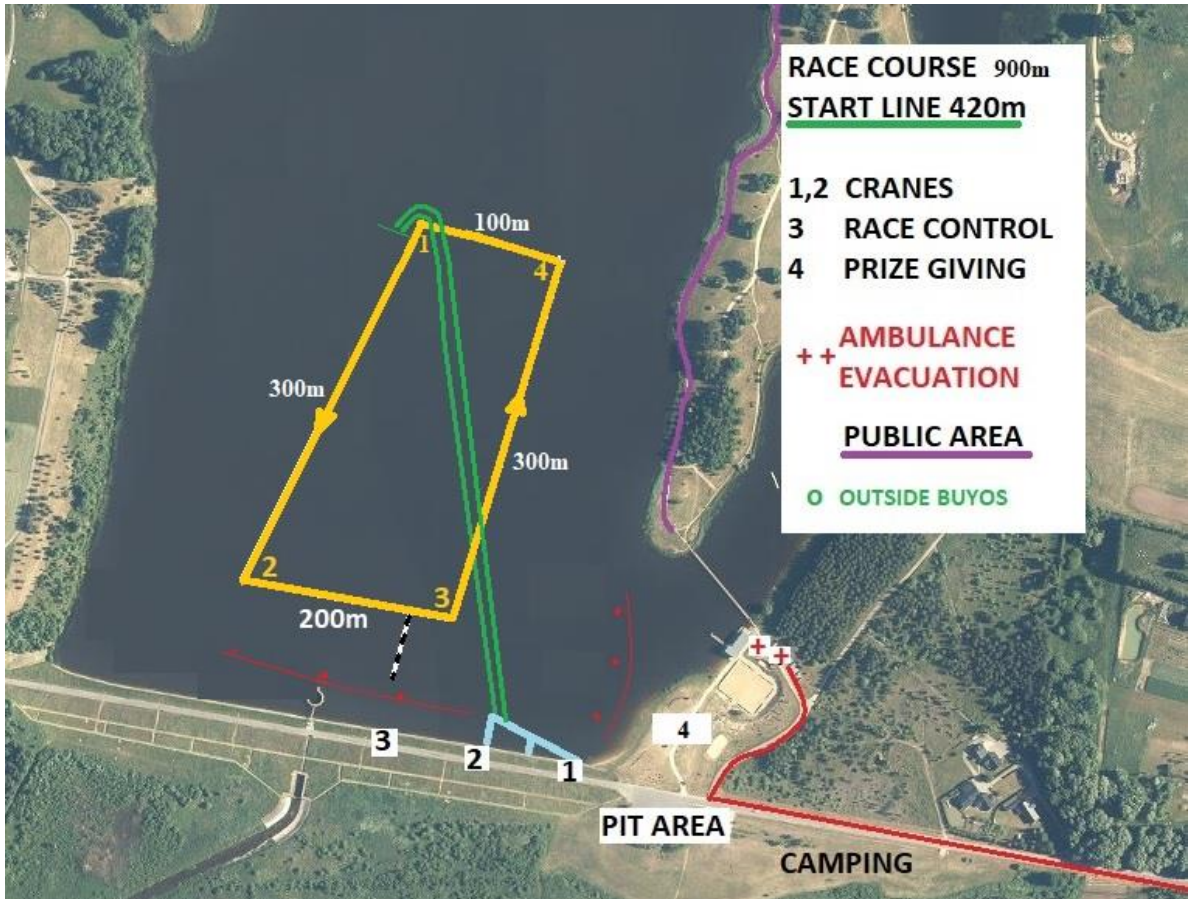 RACE COURSE 900m
START LINE 420m
1,2 CRANES
3 RACE CONTROL
4 PRIZE GIVING
+ + AMBULANCE
EVACUATION
PUBLIC AREA
o OUTSIDE BUYOS
100m
1
4
300m
300m
2
3
200m
+ +
4
3
2
1
PIT AREA
CAMPING